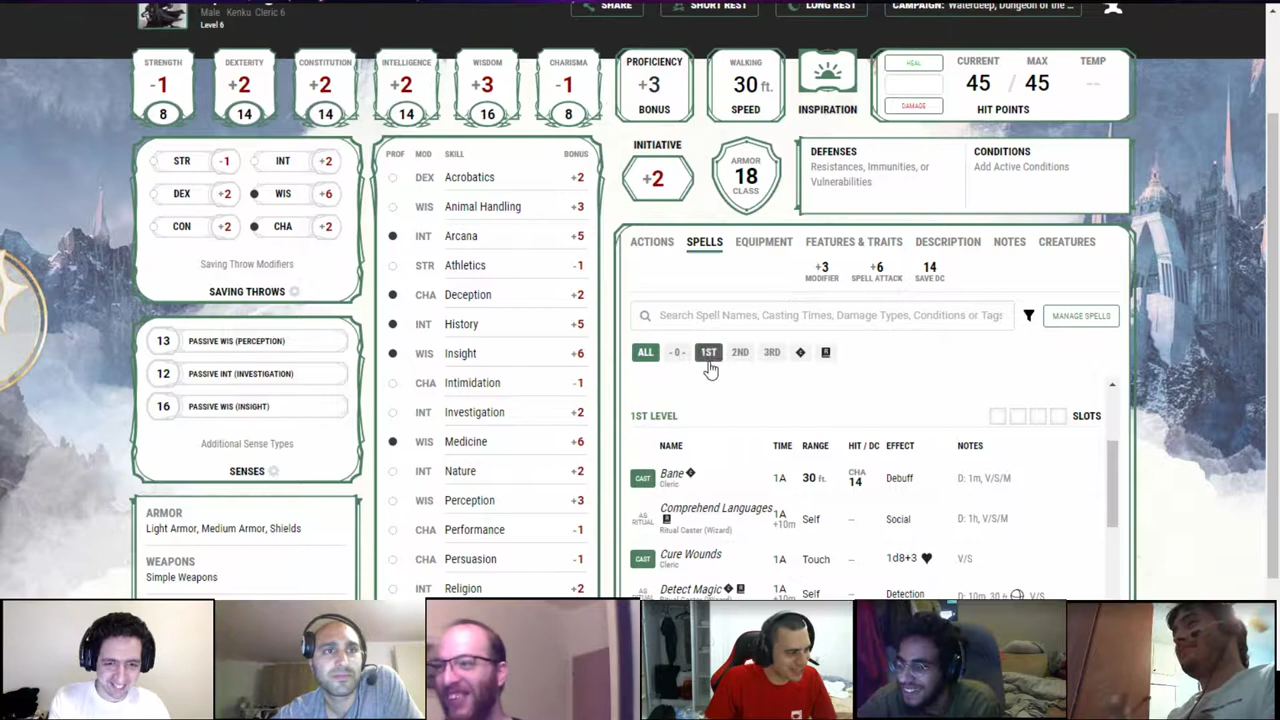 Male Kenku Cleric 6
Level 6
SHARE
SHORT REST
LONG REST
CAMPAIGN: Waterdeep, Dungeon of the ...
STRENGTH
-1
8
DEXTERITY
+2
14
CONSTITUTION
+2
14
INTELLIGENCE
+2
14
WISDOM
+3
16
CHARISMA
-1
8
PROFICIENCY
+3
BONUS
WALKING
30 ft.
SPEED
INSPIRATION
HEAL
DAMAGE
CURRENT
45
/
MAX
45
TEMP
--
HIT POINTS
STR -1
INT +2
DEX +2
WIS +6
CON +2
CHA +2
Saving Throw Modifiers
SAVING THROWS
13 PASSIVE WIS (PERCEPTION)
12 PASSIVE INT (INVESTIGATION)
16 PASSIVE WIS (INSIGHT)
Additional Sense Types
SENSES
ARMOR
Light Armor, Medium Armor, Shields
WEAPONS
Simple Weapons
PROF MOD SKILL BONUS
DEX Acrobatics +2
WIS Animal Handling +3
INT Arcana +5
STR Athletics -1
CHA Deception +2
INT History +5
WIS Insight +6
CHA Intimidation -1
INT Investigation +2
WIS Medicine +6
INT Nature +2
WIS Perception +3
CHA Performance -1
CHA Persuasion -1
INT Religion +2
INITIATIVE
+2
ARMOR
18
CLASS
DEFENSES
Resistances, Immunities, or
Vulnerabilities
CONDITIONS
Add Active Conditions
ACTIONS SPELLS EQUIPMENT FEATURES & TRAITS DESCRIPTION NOTES CREATURES
+3
MODIFIER
+6
SPELL ATTACK
14
SAVE DC
Search Spell Names, Casting Times, Damage Types, Conditions or Tags
MANAGE SPELLS
ALL - 0 - 1ST 2ND 3RD
1ST LEVEL
SLOTS
NAME TIME RANGE HIT / DC EFFECT NOTES
CAST Bane 1A 30 ft. CHA 14 Debuff D: 1m, V/S/M
Cleric
AS RITUAL Comprehend Languages 1A +10m Self -- Social D: 1h, V/S/M
Ritual Caster (Wizard)
CAST Cure Wounds 1A Touch -- 1d8+3 V/S
Cleric
AS RITUAL Detect Magic 1A +10m Self -- Detection D: 10m, 30 ft V/S
Ritual Caster (Wizard)